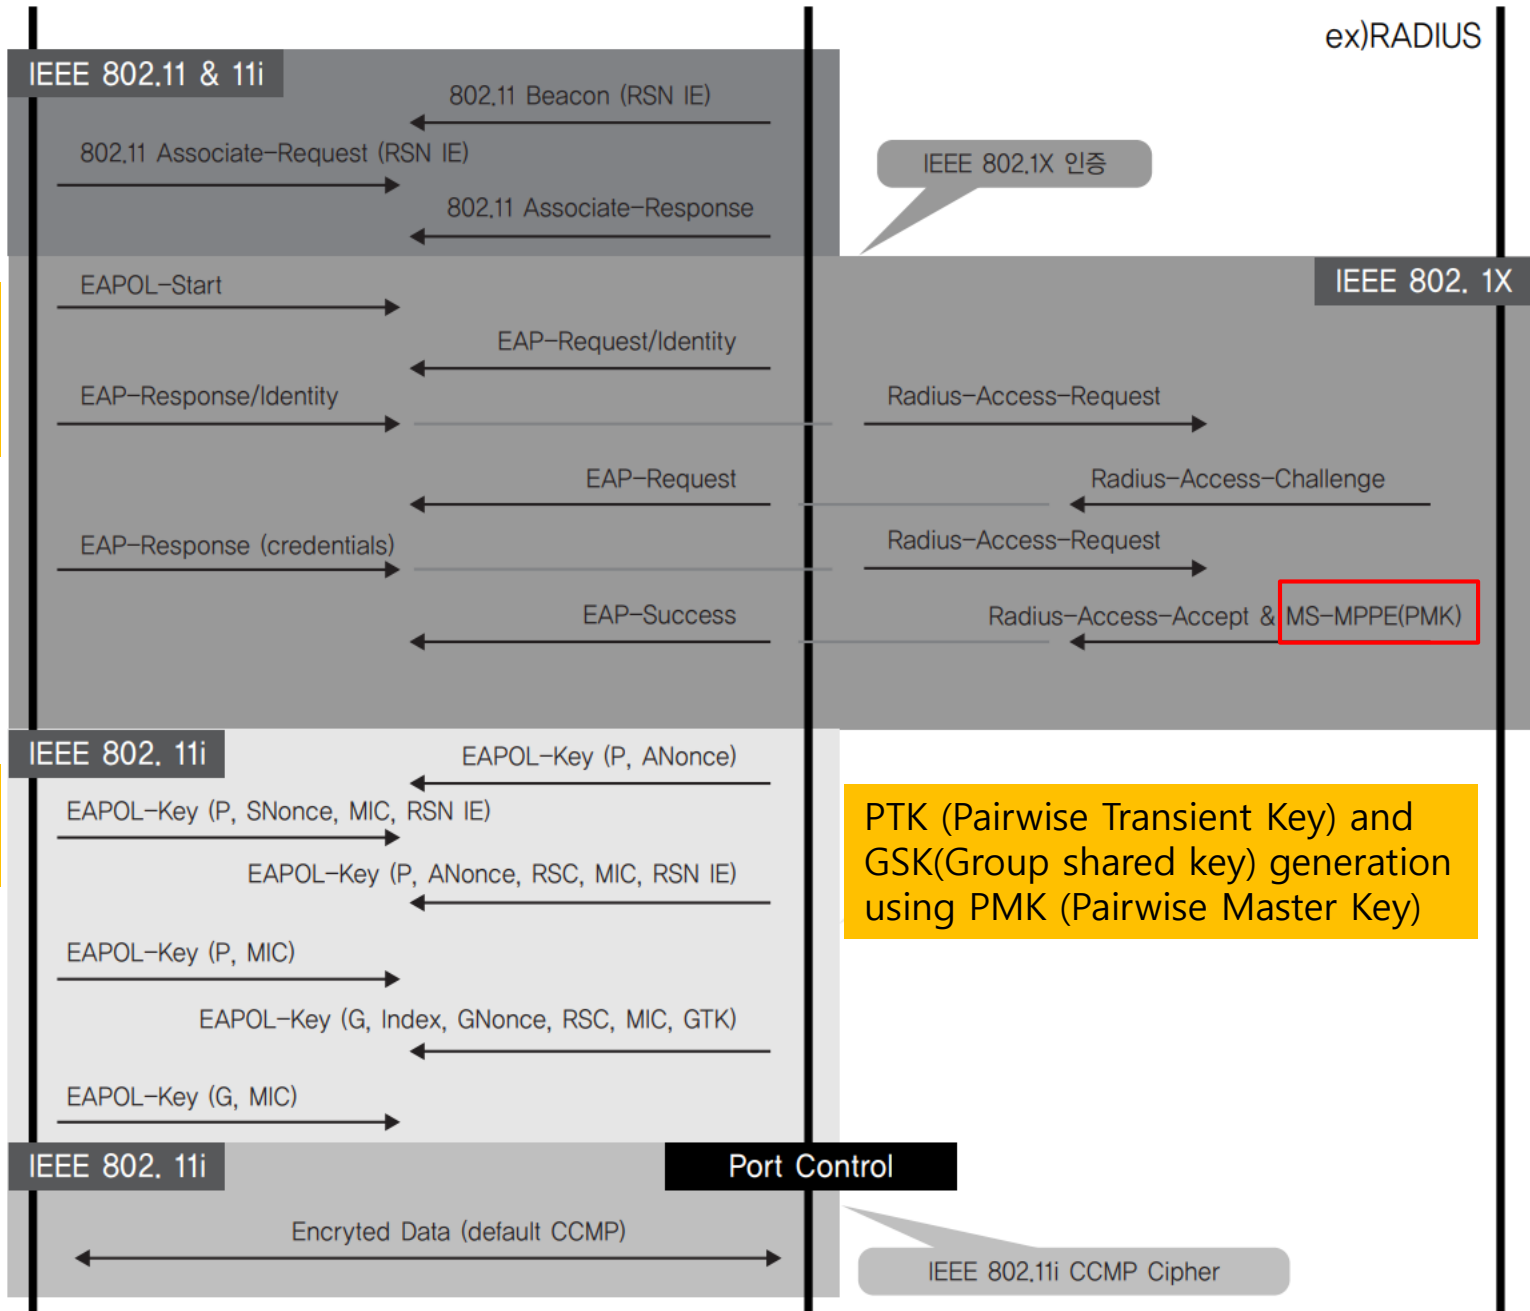 ex)RADIUS
IEEE 802.11 & 11i
802.11 Beacon (RSN IE)
802.11 Associate-Request (RSN IE)
IEEE 802.1X 인증
802.11 Associate-Response
EAPOL-Start
IEEE 802. 1X
EAP-Request/Identity
EAP-Response/Identity
Radius-Access-Request
EAP-Request
Radius-Access-Challenge
EAP-Response (credentials)
Radius-Access-Request
EAP-Success
Radius-Access-Accept & MS-MPPE(PMK)
IEEE 802. 11i
EAPOL-Key (P, ANonce)
EAPOL-Key (P, SNonce, MIC, RSN IE)
EAPOL-Key (P, ANonce, RSC, MIC, RSN IE)
PTK (Pairwise Transient Key) and
GSK(Group shared key) generation
using PMK (Pairwise Master Key)
EAPOL-Key (P, MIC)
EAPOL-Key (G, Index, GNonce, RSC, MIC, GTK)
EAPOL-Key (G, MIC)
IEEE 802. 11i
Port Control
Encryted Data (default CCMP)
IEEE 802.11i CCMP Cipher